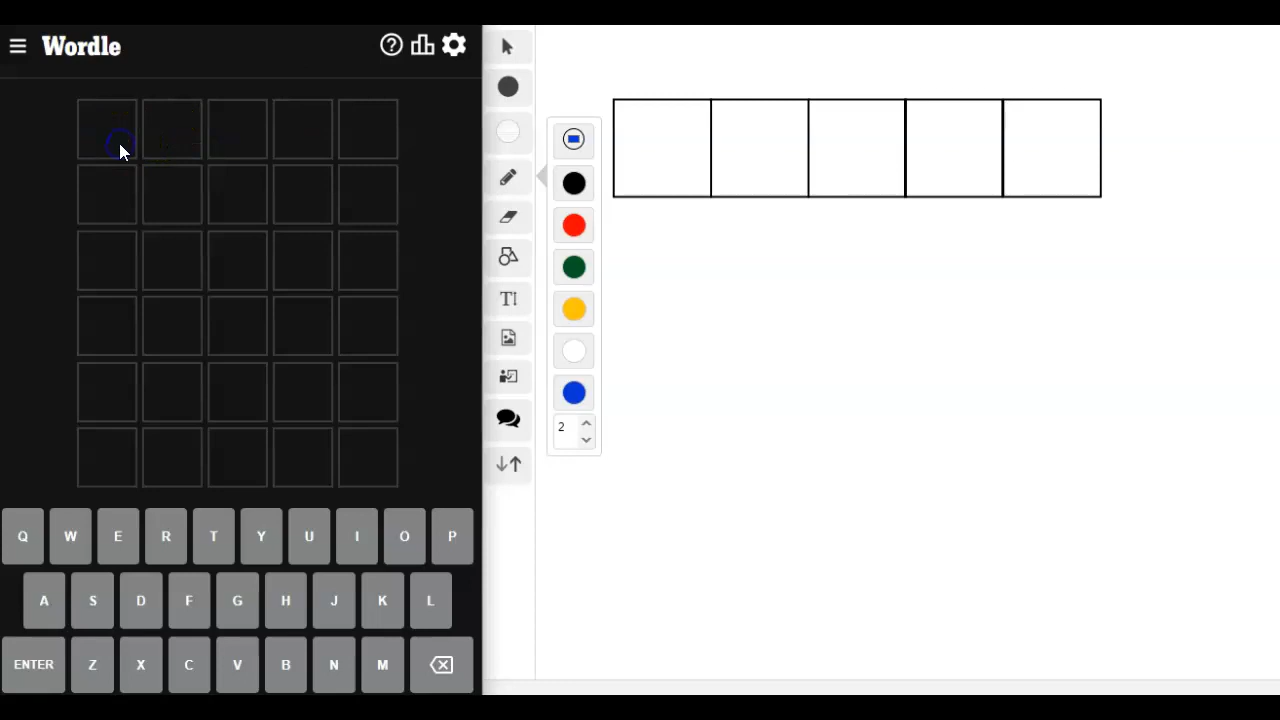 Wordle
Q W E R T Y U I O P
A S D F G H J K L
ENTER Z X C V B N M
T
2